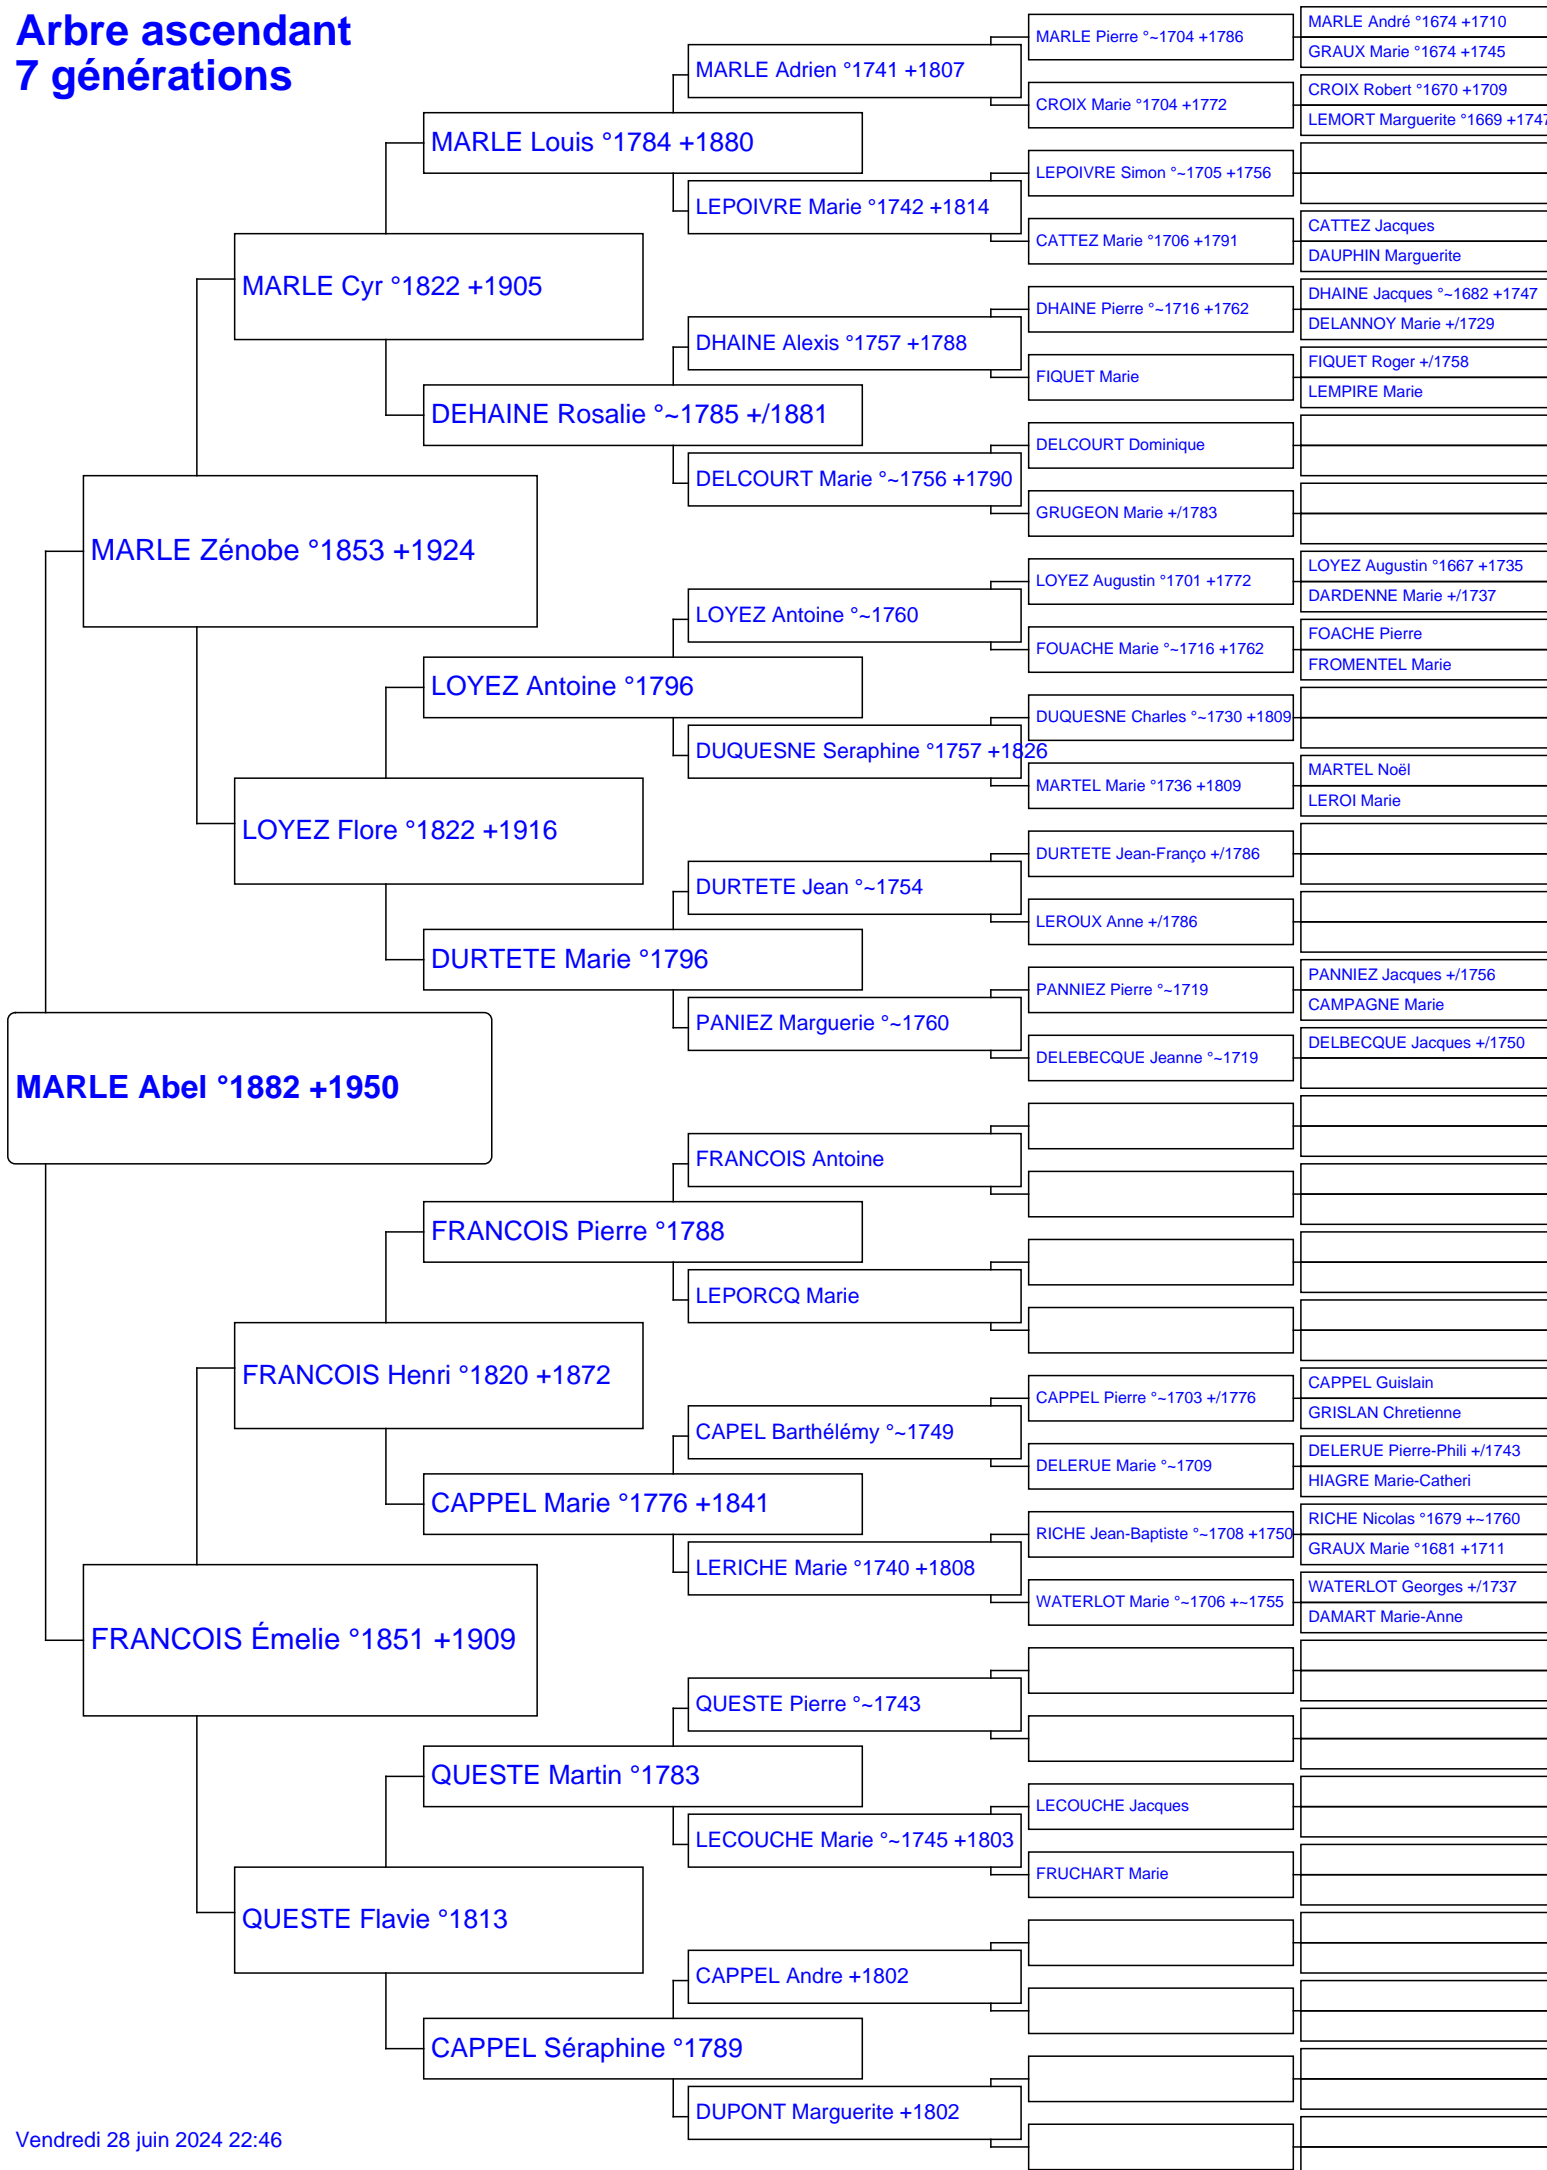 Arbre ascendant
7 générations
MARLE Abel °1882 +1950
MARLE Zénobe °1853 +1924
FRANCOIS Émelie °1851 +1909
MARLE Cyr °1822 +1905
LOYEZ Flore °1822 +1916
FRANCOIS Henri °1820 +1872
QUESTE Flavie °1813
MARLE Louis °1784 +1880
DEHAINE Rosalie °~1785 +/1881
LOYEZ Antoine °1796
DURTETE Marie °1796
FRANCOIS Pierre °1788
CAPPEL Marie °1776 +1841
QUESTE Martin °1783
CAPPEL Séraphine °1789
MARLE Adrien °1741 +1807
LEPOIVRE Marie °1742 +1814
DHAINE Alexis °1757 +1788
DELCOURT Marie °~1756 +1790
LOYEZ Antoine °~1760
DUQUESNE Seraphine °1757 +1826
DURTETE Jean °~1754
PANIEZ Marguerie °~1760
FRANCOIS Antoine
LEPORCQ Marie
CAPEL Barthélémy °~1749
LERICHE Marie °1740 +1808
QUESTE Pierre °~1743
LECOUCHE Marie °~1745 +1803
CAPPEL Andre +1802
DUPONT Marguerite +1802
MARLE Pierre °~1704 +1786
CROIX Marie °1704 +1772
LEPOIVRE Simon °~1705 +1756
CATTEZ Marie °1706 +1791
DHAINE Pierre °~1716 +1762
FIQUET Marie
DELCOURT Dominique
GRUGEON Marie +/1783
LOYEZ Augustin °1701 +1772
FOUACHE Marie °~1716 +1762
DUQUESNE Charles °~1730 +1809
MARTEL Marie °1736 +1809
DURTETE Jean-Franço +/1786
LEROUX Anne +/1786
PANNIEZ Pierre °~1719
DELEBECQUE Jeanne °~1719
CAPPEL Pierre °~1703 +/1776
DELERUE Marie °~1709
RICHE Jean-Baptiste °~1708 +1750
WATERLOT Marie °~1706 +~1755
LECOUCHE Jacques
FRUCHART Marie
MARLE André °1674 +1710
GRAUX Marie °1674 +1745
CROIX Robert °1670 +1709
LEMORT Marguerite °1669 +1747
CATTEZ Jacques
DAUPHIN Marguerite
DHAINE Jacques °~1682 +1747
DELANNOY Marie +/1729
FIQUET Roger +/1758
LEMPIRE Marie
LOYEZ Augustin °1667 +1735
DARDENNE Marie +/1737
FOACHE Pierre
FROMENTEL Marie
MARTEL Noël
LEROI Marie
PANNIEZ Jacques +/1756
CAMPAGNE Marie
DELBECQUE Jacques +/1750
CAPPEL Guislain
GRISLAN Chretienne
DELERUE Pierre-Phili +/1743
HIAGRE Marie-Catheri
RICHE Nicolas °1679 +~1760
GRAUX Marie °1681 +1711
WATERLOT Georges +/1737
DAMART Marie-Anne
Vendredi 28 juin 2024 22:46